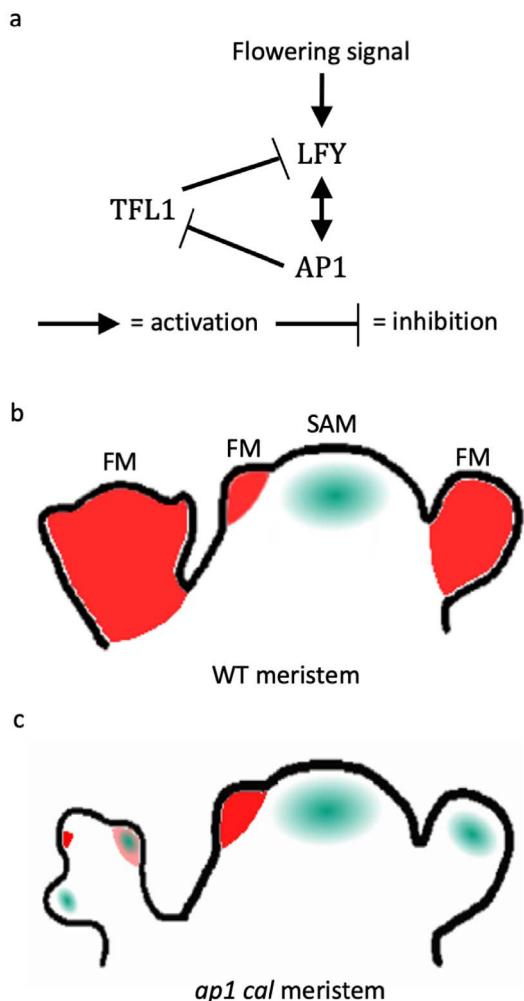 a
Flowering signal
LFY
TFL1
AP1
= activation
= inhibition
b
SAM
FM
FM
FM
WT meristem
c
ap1 cal meristem